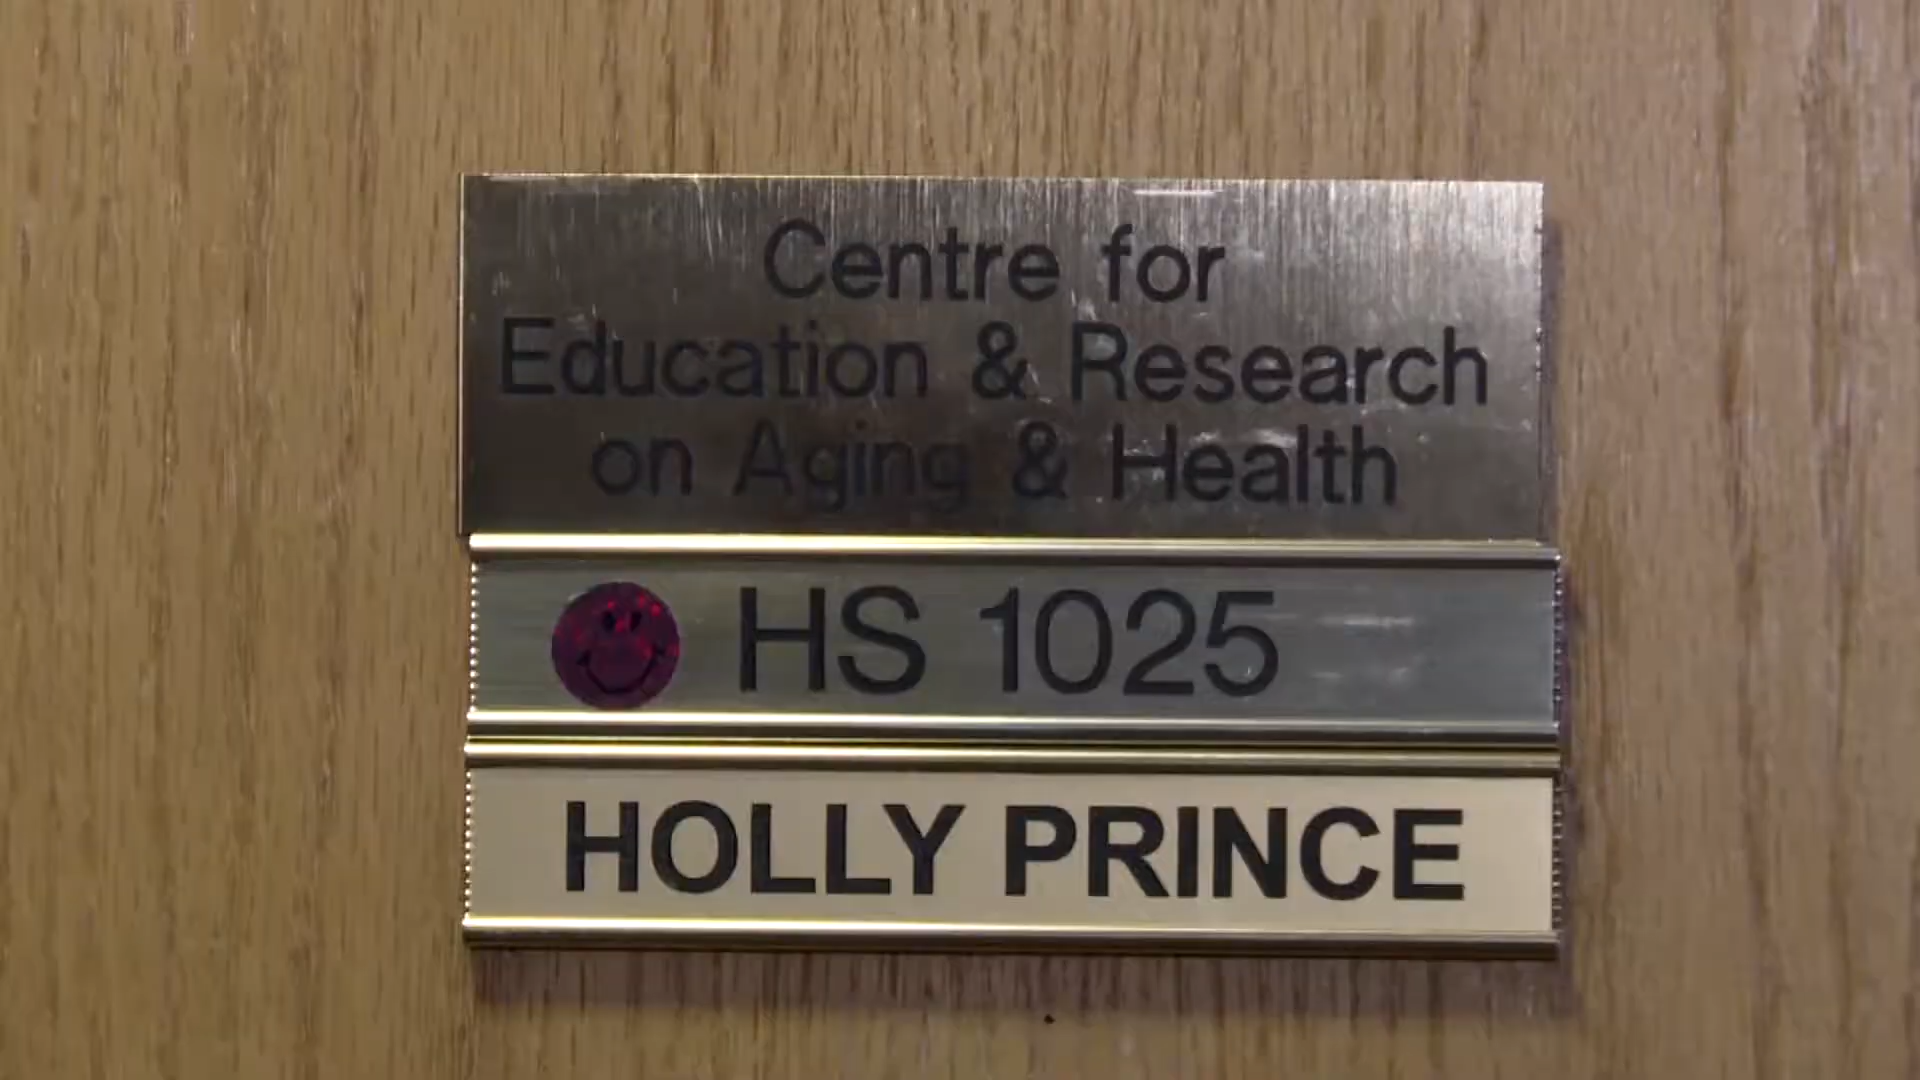 Centre for
Education & Research
on Aging & Health
HS 1025
HOLLY PRINCE